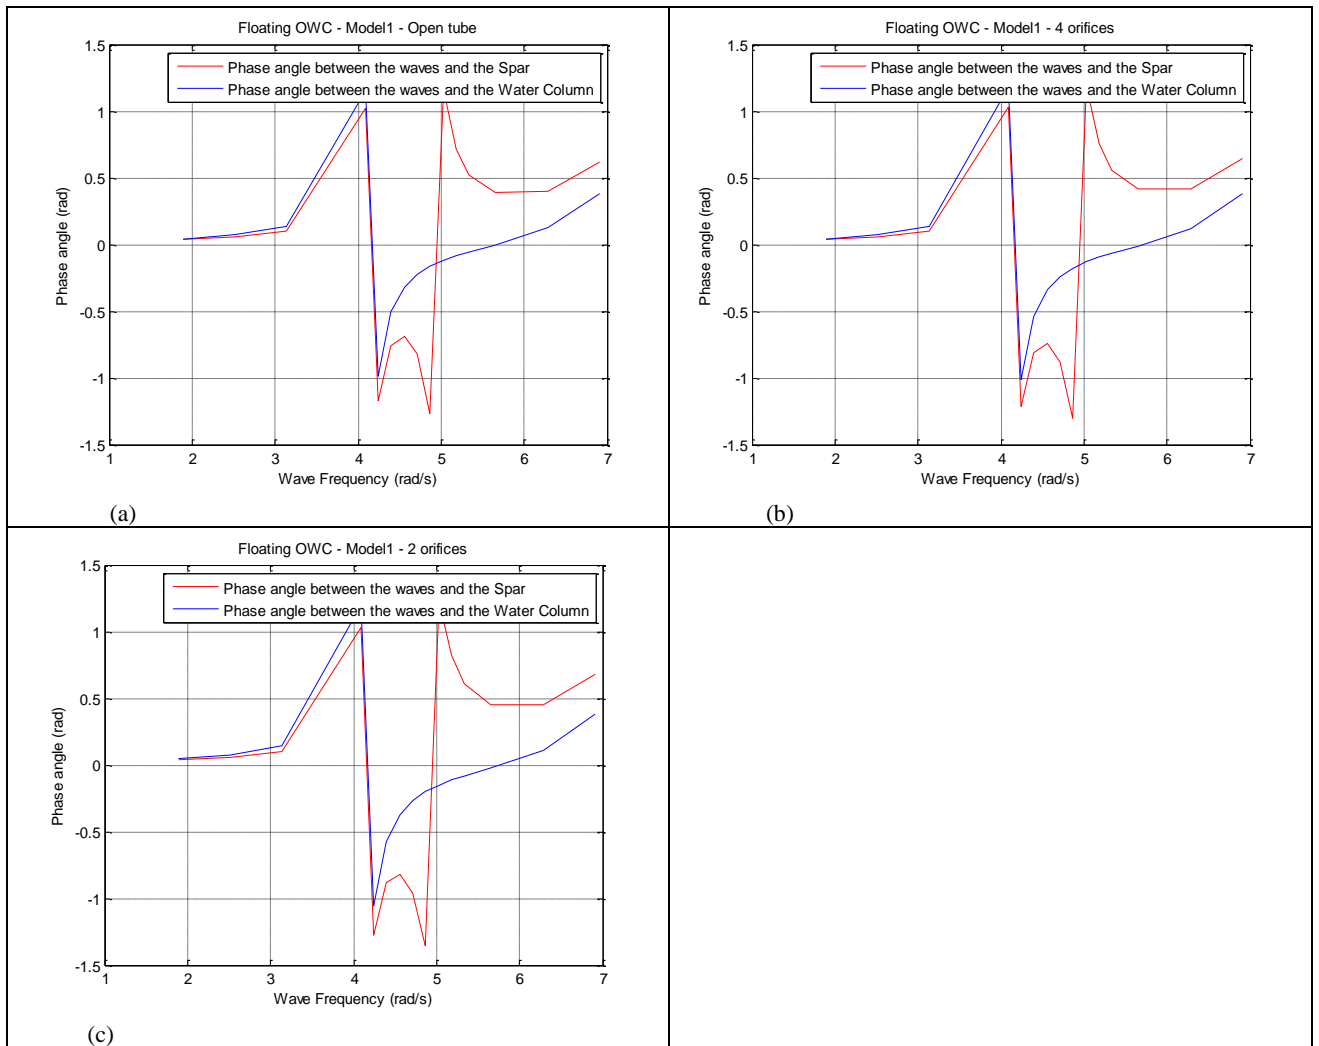 Floating OWC - Model1 - Open tube
1.5
Phase angle between the waves and the Spar
Phase angle between the waves and the Water Column
1
0.5
0
-0.5
-1
-1.5
Phase angle (rad)
1 2 3 4 5 6 7
Wave Frequency (rad/s)
(a)
Floating OWC - Model1 - 4 orifices
1.5
Phase angle between the waves and the Spar
Phase angle between the waves and the Water Column
1
0.5
0
-0.5
-1
-1.5
Phase angle (rad)
1 2 3 4 5 6 7
Wave Frequency (rad/s)
(b)
Floating OWC - Model1 - 2 orifices
1.5
Phase angle between the waves and the Spar
Phase angle between the waves and the Water Column
1
0.5
0
-0.5
-1
-1.5
Phase angle (rad)
1 2 3 4 5 6 7
Wave Frequency (rad/s)
(c)